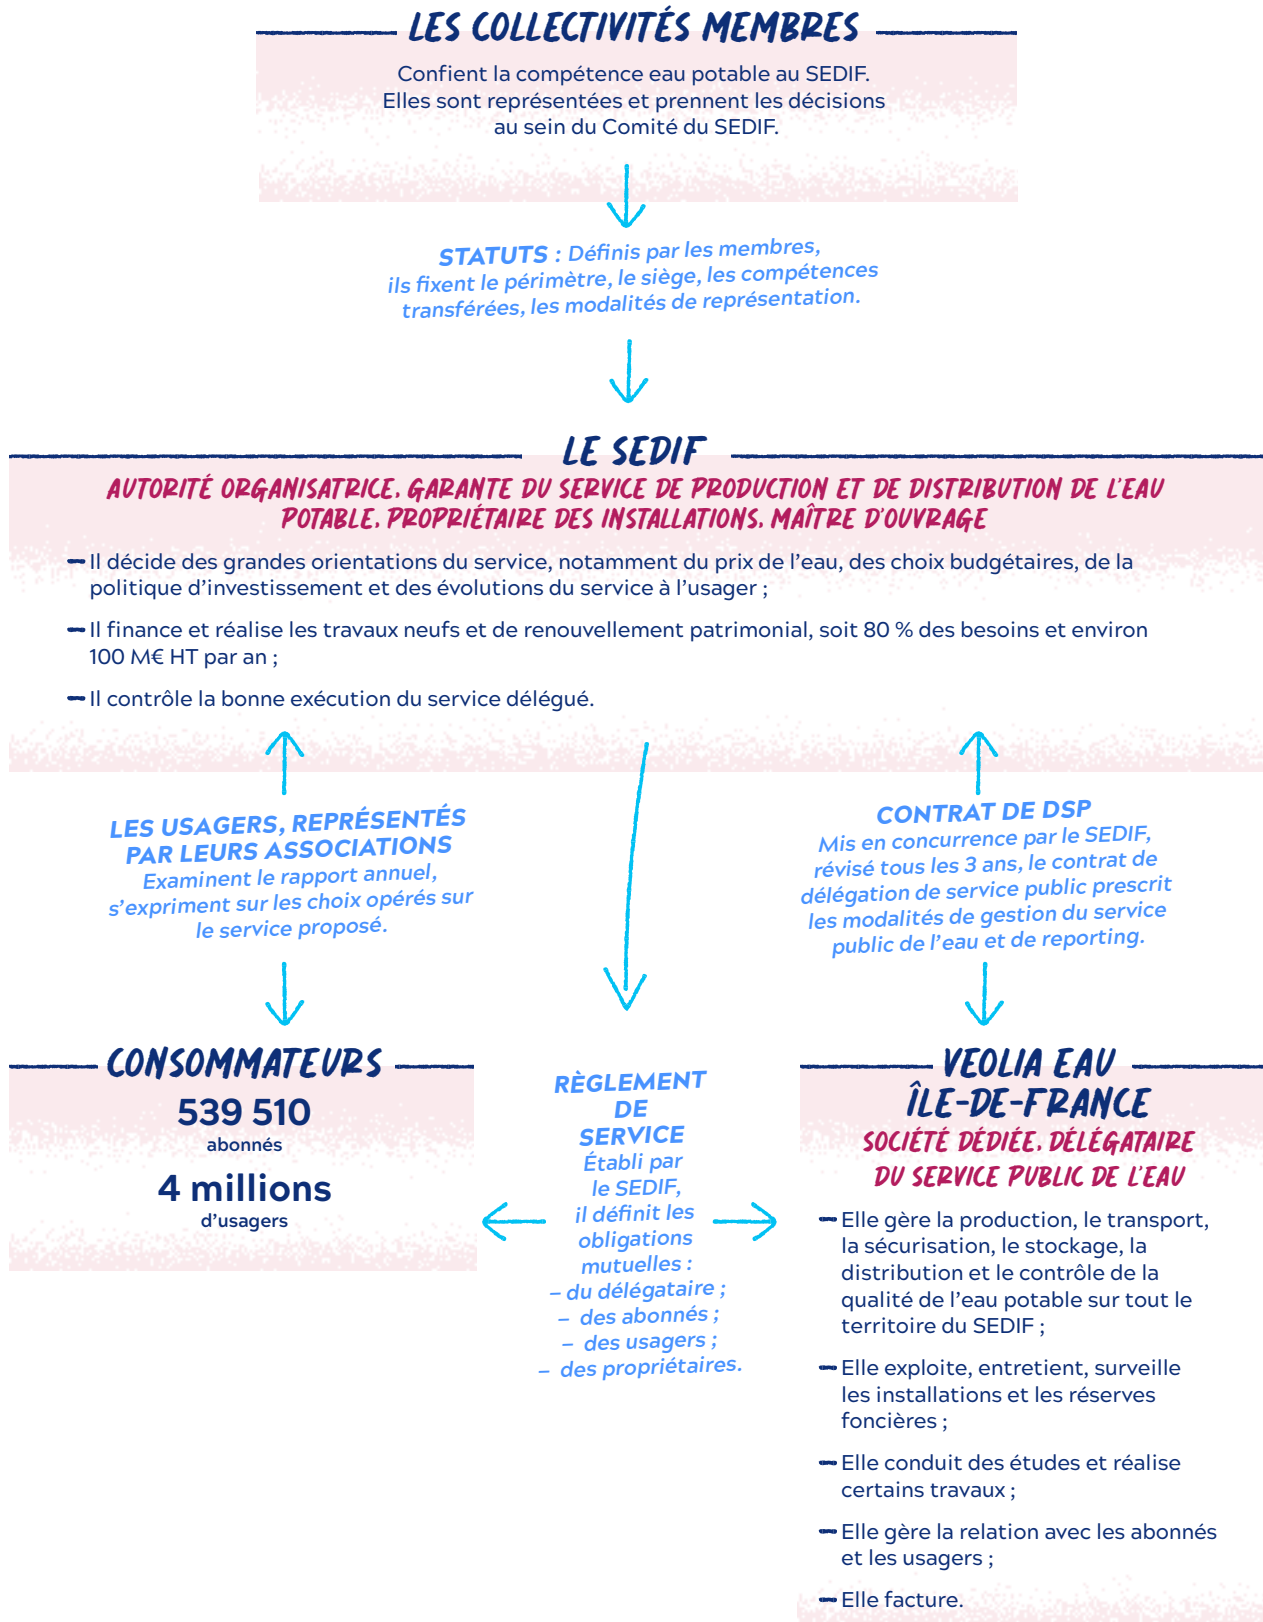 LES COLLECTIVITÉS MEMBRES
Confient la compétence eau potable au SEDIF.
Elles sont représentées et prennent les décisions
au sein du Comité du SEDIF.
STATUTS : Définis par les membres,
ils fixent le périmètre, le siège, les compétences
transférées, les modalités de représentation.
LE SEDIF
AUTORITÉ ORGANISATRICE, GARANTE DU SERVICE DE PRODUCTION ET DE DISTRIBUTION DE L'EAU
POTABLE, PROPRIÉTAIRE DES INSTALLATIONS, MAÎTRE D'OUVRAGE
– Il décide des grandes orientations du service, notamment du prix de l'eau, des choix budgétaires, de la
politique d'investissement et des évolutions du service à l'usager ;
– Il finance et réalise les travaux neufs et de renouvellement patrimonial, soit 80 % des besoins et environ
100 M€ HT par an ;
– Il contrôle la bonne exécution du service délégué.
LES USAGERS, REPRÉSENTÉS
PAR LEURS ASSOCIATIONS
Examinent le rapport annuel,
s'expriment sur les choix opérés sur
le service proposé.
CONTRAT DE DSP
Mis en concurrence par le SEDIF,
révisé tous les 3 ans, le contrat de
délégation de service public prescrit
les modalités de gestion du service
public de l'eau et de reporting.
CONSOMMATEURS
539 510
abonnés
4 millions
d'usagers
RÈGLEMENT
DE
SERVICE
Établi par
le SEDIF,
il définit les
obligations
mutuelles :
– du délégataire ;
– des abonnés ;
– des usagers ;
– des propriétaires.
VEOLIA EAU
ÎLE-DE-FRANCE
SOCIÉTÉ DÉDIÉE, DÉLÉGATAIRE
DU SERVICE PUBLIC DE L'EAU
– Elle gère la production, le transport,
la sécurisation, le stockage, la
distribution et le contrôle de la
qualité de l'eau potable sur tout le
territoire du SEDIF ;
– Elle exploite, entretient, surveille
les installations et les réserves
foncières ;
– Elle conduit des études et réalise
certains travaux ;
– Elle gère la relation avec les abonnés
et les usagers ;
– Elle facture.